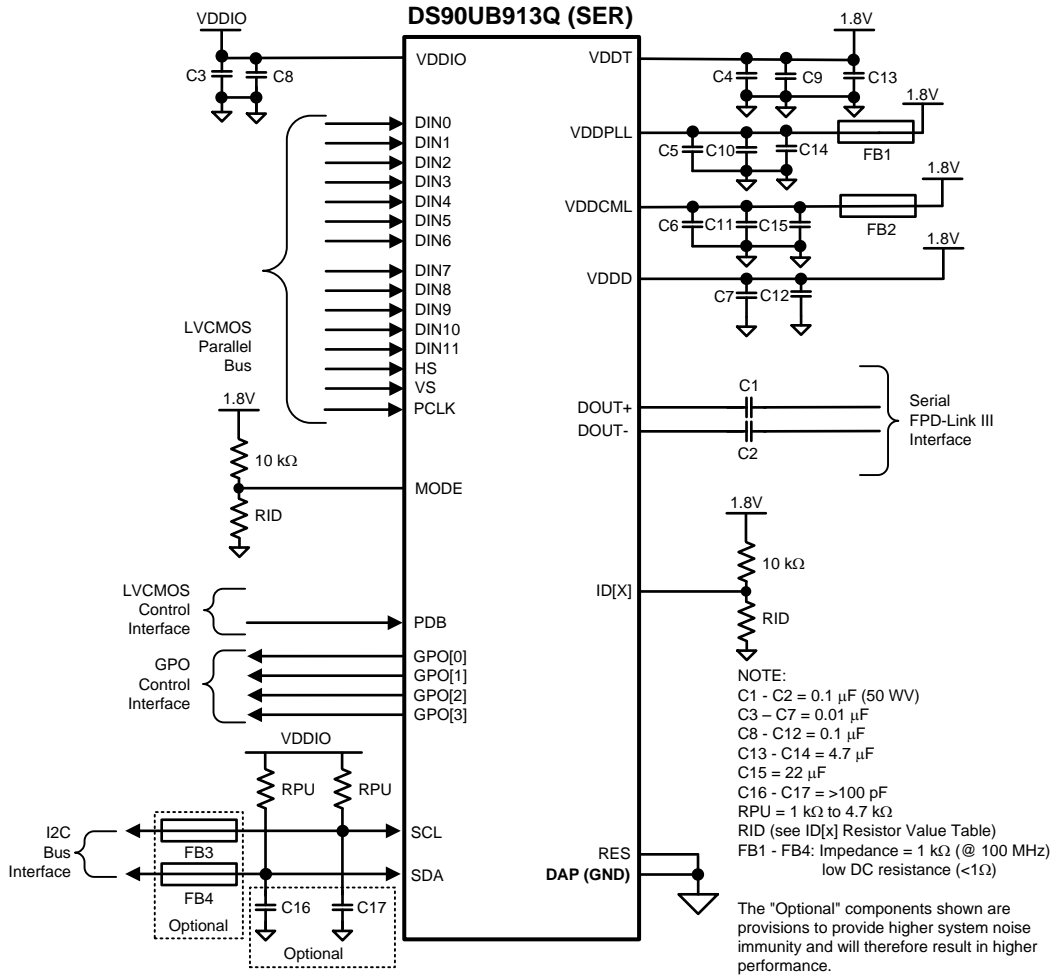 DS90UB913Q (SER)
VDDIO
C3
C8
VDDIO
DIN0
DIN1
DIN2
DIN3
DIN4
DIN5
DIN6
DIN7
DIN8
DIN9
DIN10
DIN11
HS
VS
PCLK
LVCMOS
Parallel
Bus
1.8V
10 kΩ
RID
MODE
LVCMOS
Control
Interface
PDB
GPO
Control
Interface
GPO[0]
GPO[1]
GPO[2]
GPO[3]
VDDIO
RPU
RPU
I2C
Bus
Interface
FB3
FB4
Optional
SCL
SDA
C16
C17
Optional
VDDT
1.8V
C4
C9
C13
VDDPLL
1.8V
C5
C10
C14
FB1
VDDCML
1.8V
C6
C11
C15
FB2
VDDD
1.8V
C7
C12
DOUT+
DOUT-
C1
C2
Serial
FPD-Link III
Interface
1.8V
10 kΩ
ID[X]
RID
RES
DAP (GND)
NOTE:
C1 - C2 = 0.1 μF (50 WV)
C3 – C7 = 0.01 μF
C8 - C12 = 0.1 μF
C13 - C14 = 4.7 μF
C15 = 22 μF
C16 - C17 = >100 pF
RPU = 1 kΩ to 4.7 kΩ
RID (see ID[x] Resistor Value Table)
FB1 - FB4: Impedance = 1 kΩ (@ 100 MHz)
low DC resistance (<1Ω)
The "Optional" components shown are
provisions to provide higher system noise
immunity and will therefore result in higher
performance.